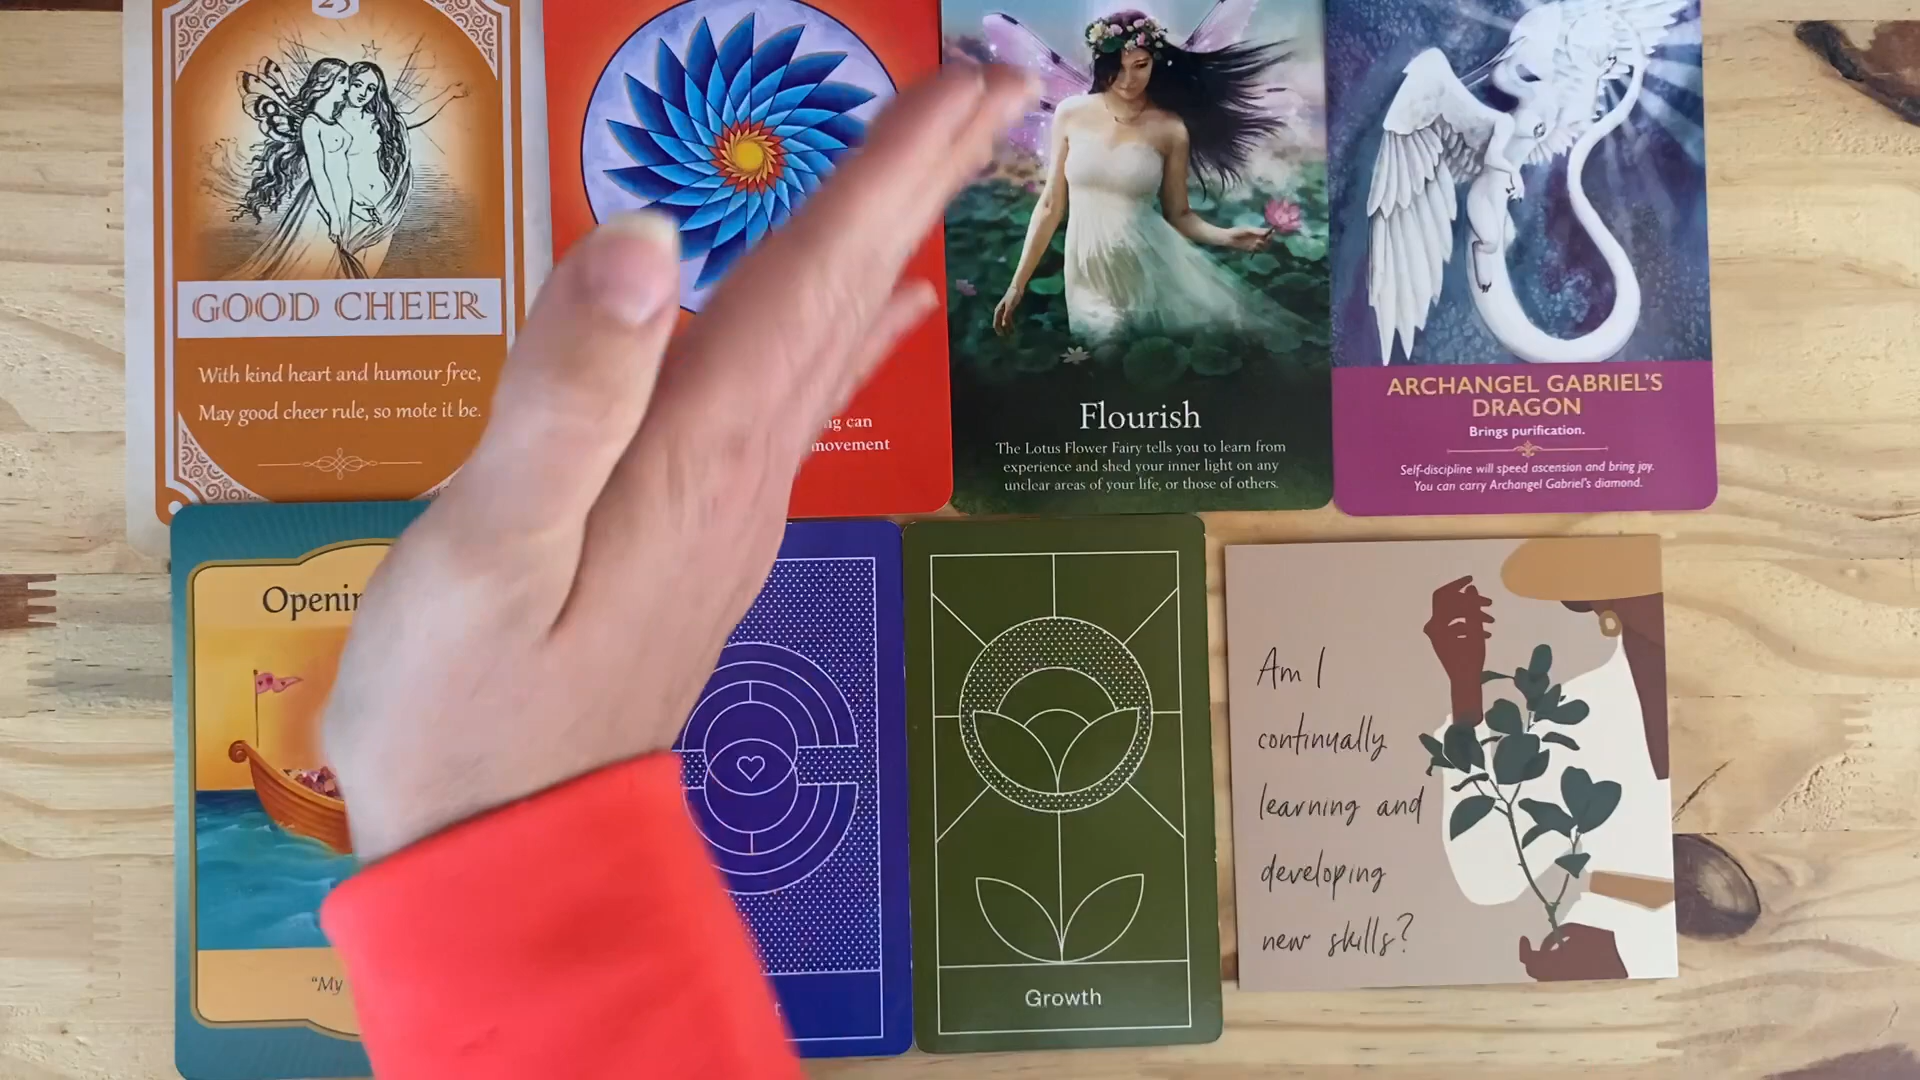 23
GOOD CHEER
With kind heart and humour free,
May good cheer rule, so mote it be.
can
movement
Flourish
The Lotus Flower Fairy tells you to learn from
experience and shed your inner light on any
unclear areas of your life, or those of others.
ARCHANGEL GABRIEL'S
DRAGON
Brings purification.
Self-discipline will speed ascension and bring joy.
You can carry Archangel Gabriel's diamond.
"My
Growth
Am I
continually
learning and
developing
new skills?